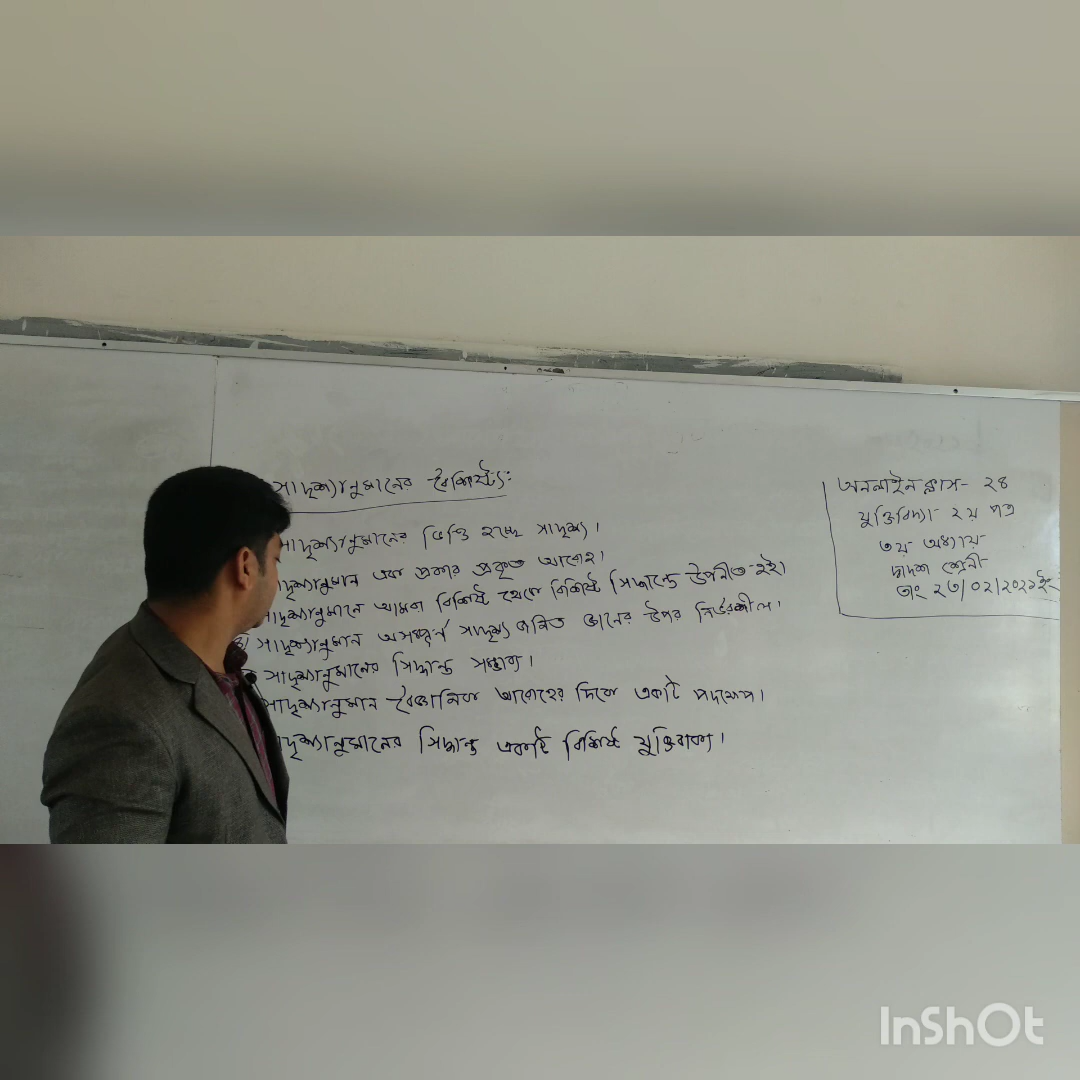 সাদৃশ্যানুমানের বৈশিষ্ট্য:
সাদৃশ্যানুমানের ভিত্তি হচ্ছে সাদৃশ্য।
সাদৃশ্যানুমান এক প্রকার প্রকৃত আরোহ।
সাদৃশ্যানুমানে আমরা বিশিষ্ট থেকে বিশিষ্ট সিদ্ধান্তে উপনীত হই।
সাদৃশ্যানুমান অসম্পূর্ণ সাদৃশ্য জনিত জ্ঞানের উপর নির্ভরশীল।
সাদৃশ্যানুমানের সিদ্ধান্ত সম্ভাব্য।
সাদৃশ্যানুমান বৈজ্ঞানিক আরোহের দিকে একটি পদক্ষেপ।
সাদৃশ্যানুমানের সিদ্ধান্ত একটি বিশিষ্ট যুক্তিবাক্য।
অনলাইন ক্লাস- ২৪
যুক্তিবিদ্যা- ২য় পত্র
৩য় অধ্যায়
দ্বাদশ শ্রেনী
তাং ২৩/০২/২০২১ইং
InShOt